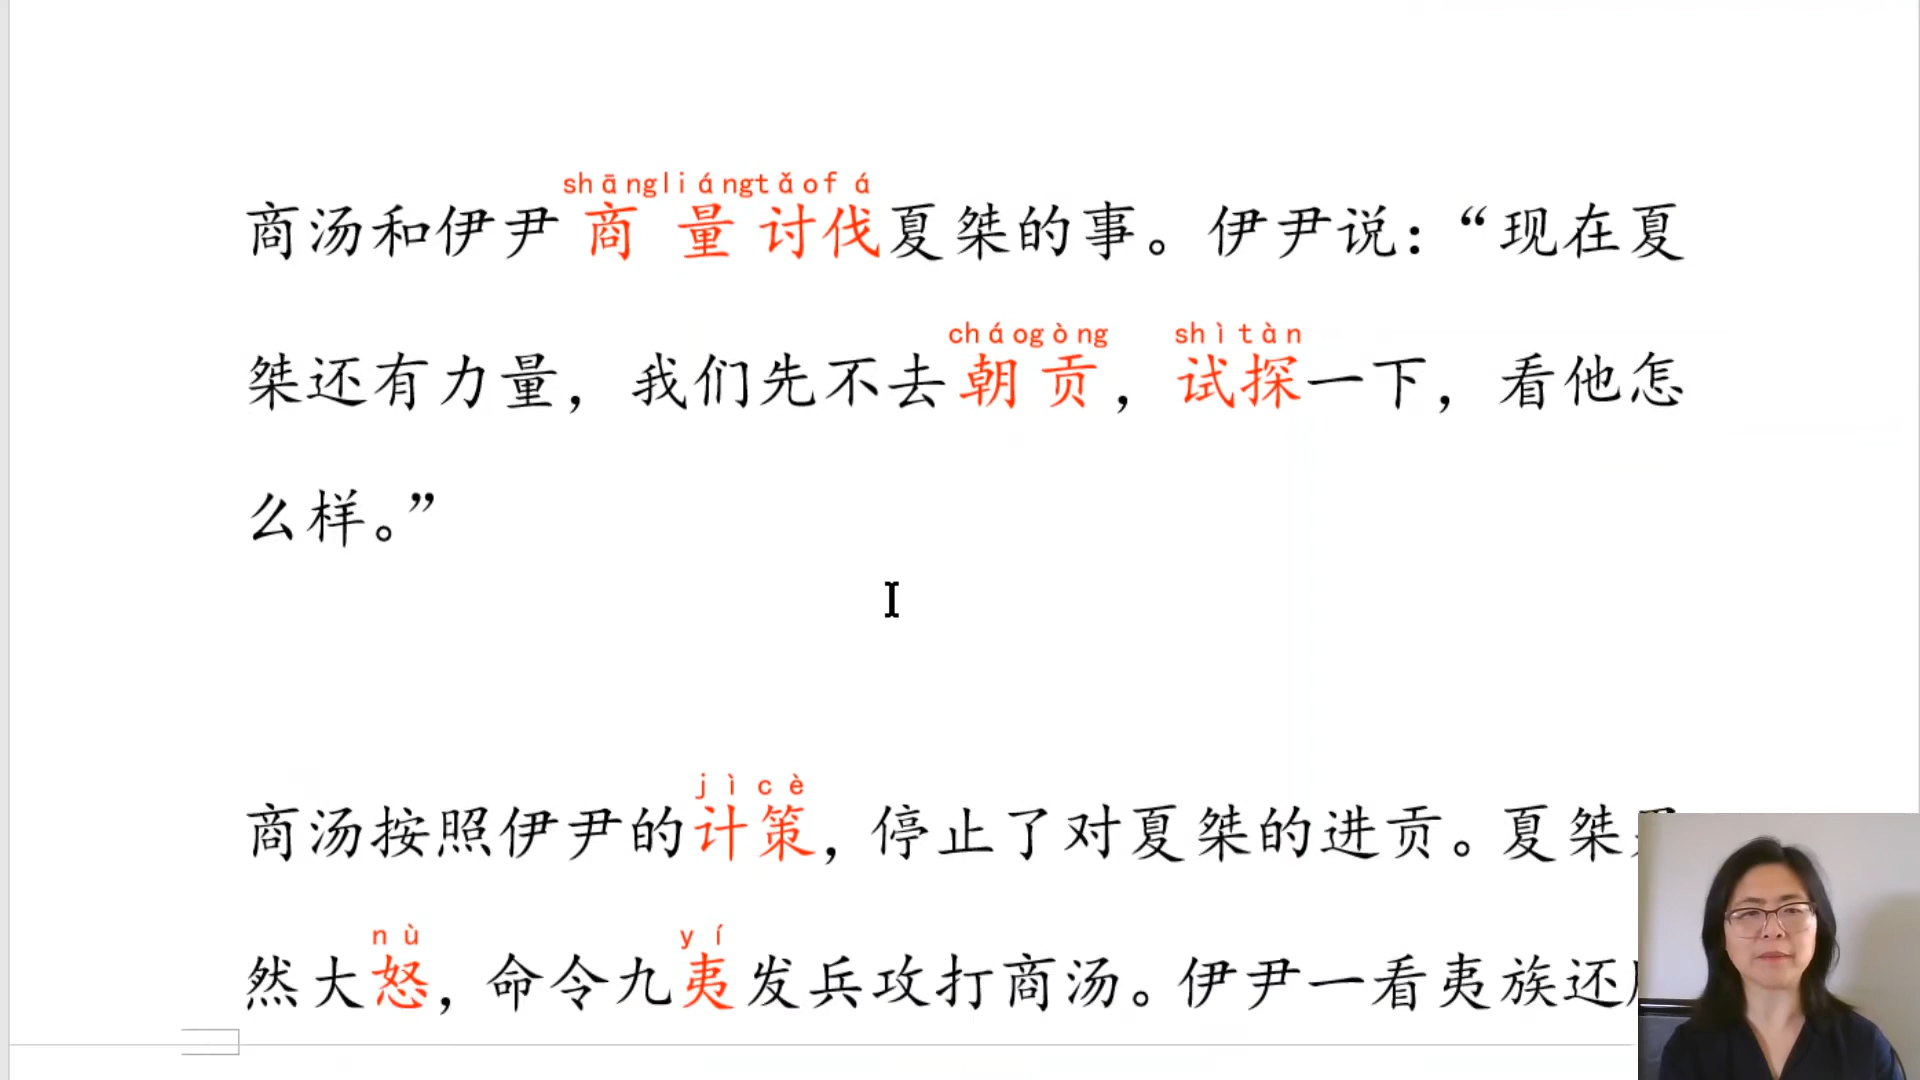 shāngliángtǎofá
商汤和伊尹商量讨伐夏桀的事。伊尹说：“现在夏
cháogòng shìtàn
桀还有力量，我们先不去朝贡，试探一下，看他怎
么样。”
jìcè
商汤按照伊尹的计策，停止了对夏桀的进贡。夏桀
nù yí
然大怒，命令九夷发兵攻打商汤。伊尹一看夷族还